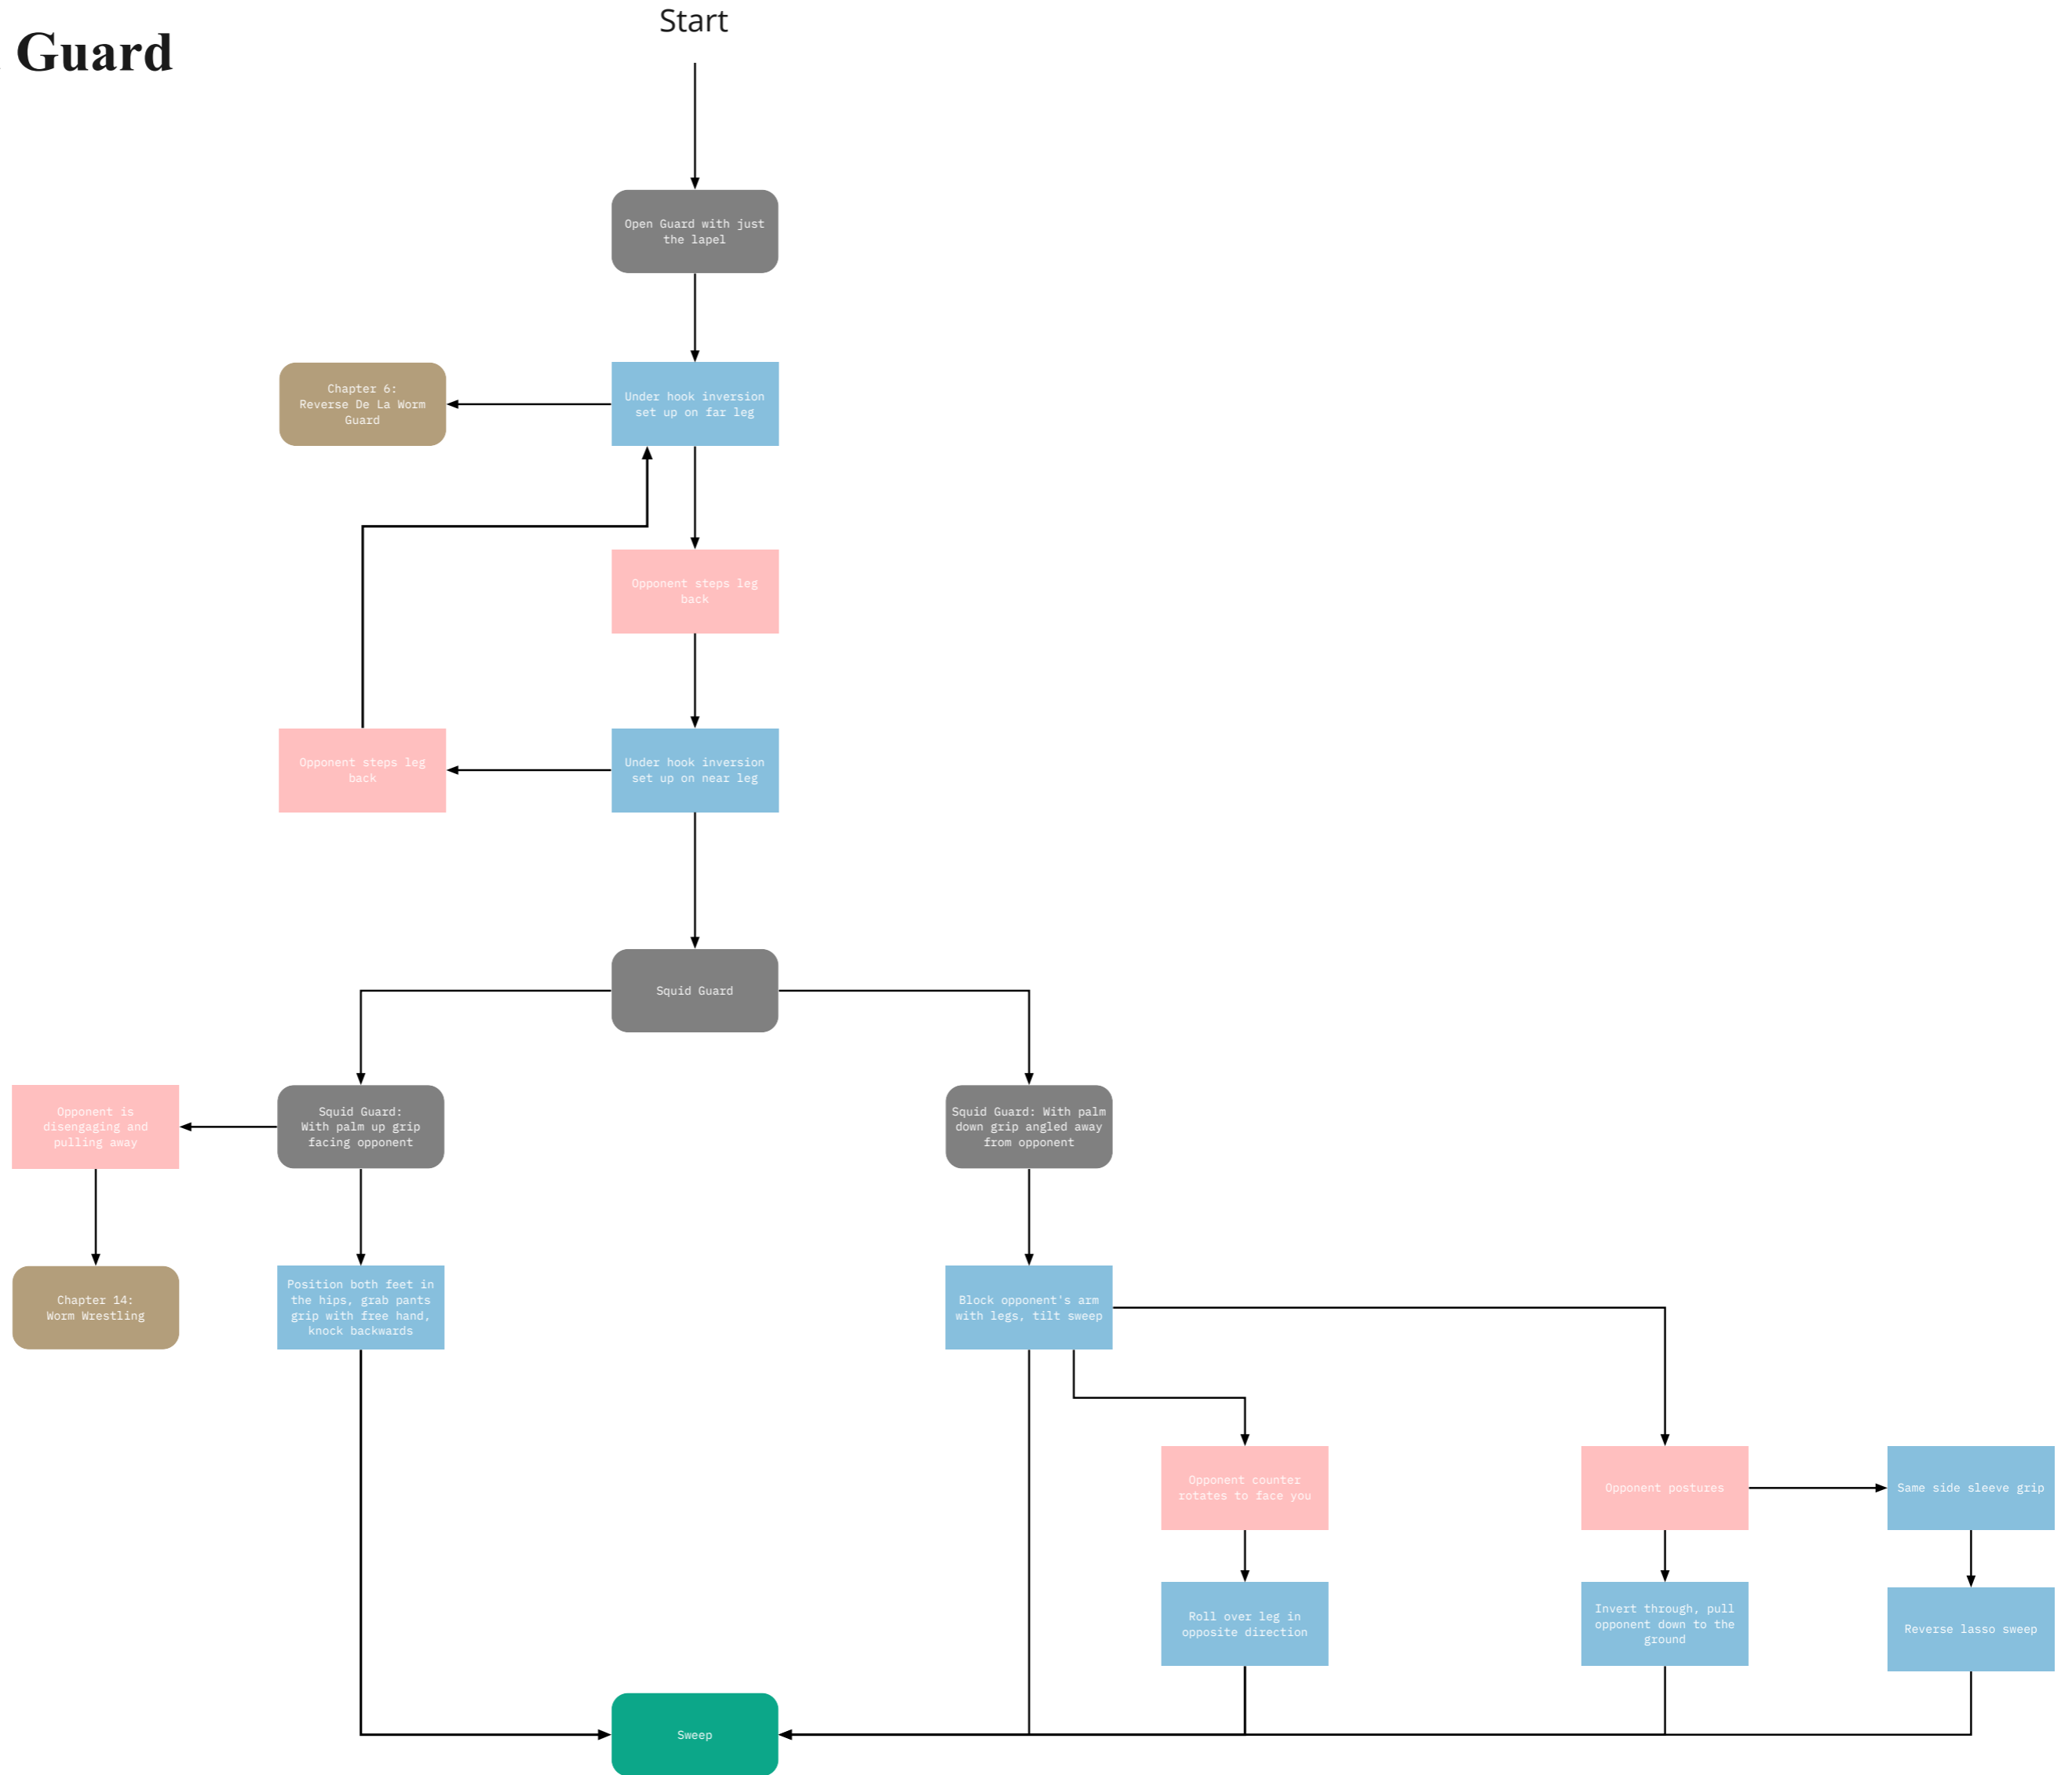 Start
Guard
Open Guard with just
the lapel
Chapter 6:
Reverse De La Worm
Guard
Under hook inversion
set up on far leg
Opponent steps leg
back
Opponent steps leg
back
Under hook inversion
set up on near leg
Squid Guard
Opponent is
disengaging and
pulling away
Squid Guard:
With palm up grip
facing opponent
Squid Guard: With palm
down grip angled away
from opponent
Chapter 14:
Worm Wrestling
Position both feet in
the hips, grab pants
grip with free hand,
knock backwards
Block opponent's arm
with legs, tilt sweep
Opponent counter
rotates to face you
Opponent postures
Same side sleeve grip
Roll over leg in
opposite direction
Invert through, pull
opponent down to the
ground
Reverse lasso sweep
Sweep